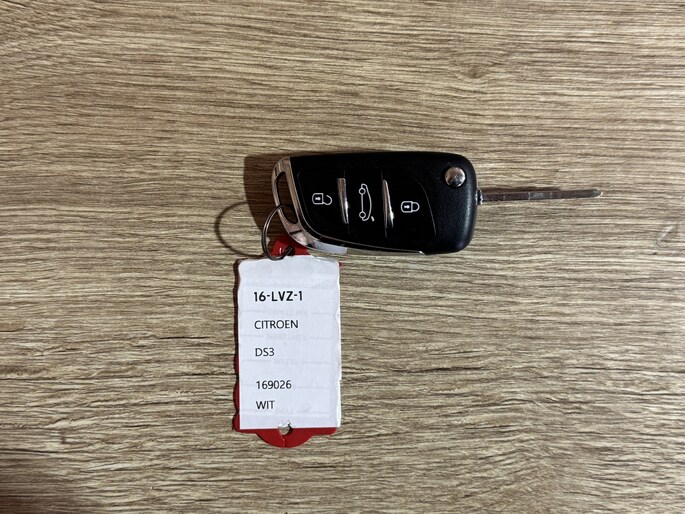 16-LVZ-1
CITROEN
DS3
169026
WIT